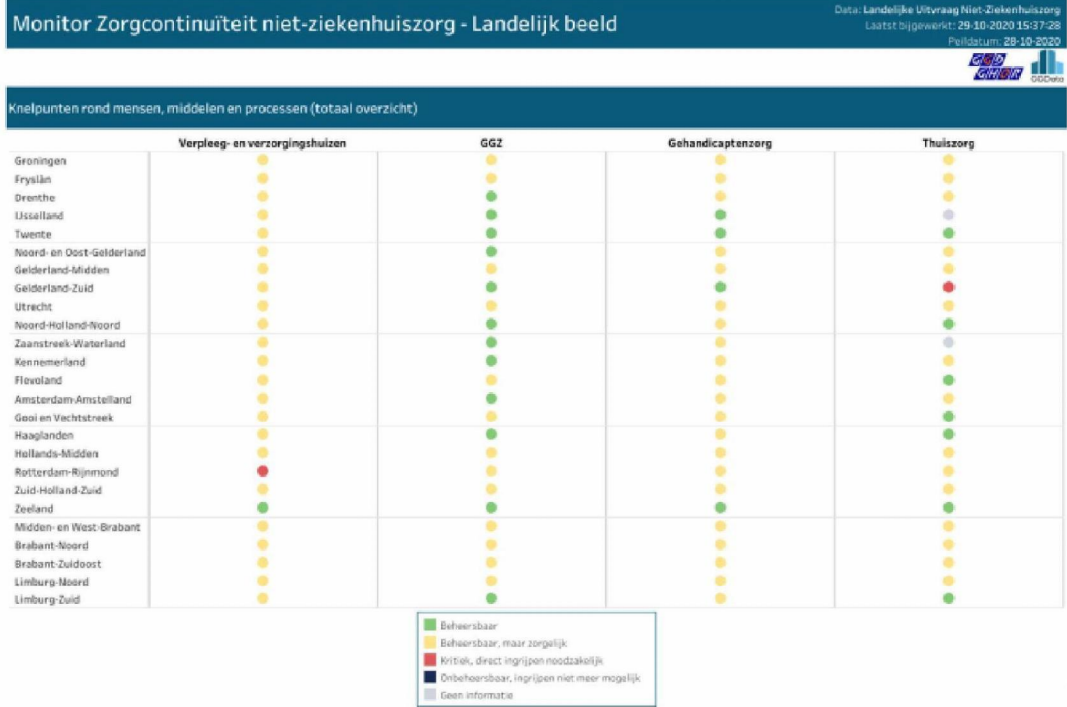 Monitor Zorgcontinuïteit niet-ziekenhuiszorg - Landelijk beeld
Data: Landelijke Uitvraag Niet-Ziekenhuiszorg
Laatst bijgewerkt: 29-10-2020 15:37:28
Peildatum: 28-10-2020
GGD
GHOR
GGData
Knelpunten rond mensen, middelen en processen (totaal overzicht)
Verpleeg- en verzorgingshuizen GGZ Gehandicaptenzorg Thuiszorg
Groningen
Fryslân
Drenthe
IJsselland
Twente
Noord- en Oost-Gelderland
Gelderland-Midden
Gelderland-Zuid
Utrecht
Noord-Holland-Noord
Zaanstreek-Waterland
Kennemerland
Flevoland
Amsterdam-Amstelland
Gooi en Vechtstreek
Haaglanden
Hollands-Midden
Rotterdam-Rijnmond
Zuid-Holland-Zuid
Zeeland
Midden- en West-Brabant
Brabant-Noord
Brabant-Zuidoost
Limburg-Noord
Limburg-Zuid
Beheersbaar
Beheersbaar, maar zorgelijk
Kritiek, direct ingrijpen noodzakelijk
Onbeheersbaar, ingrijpen niet meer mogelijk
Geen informatie